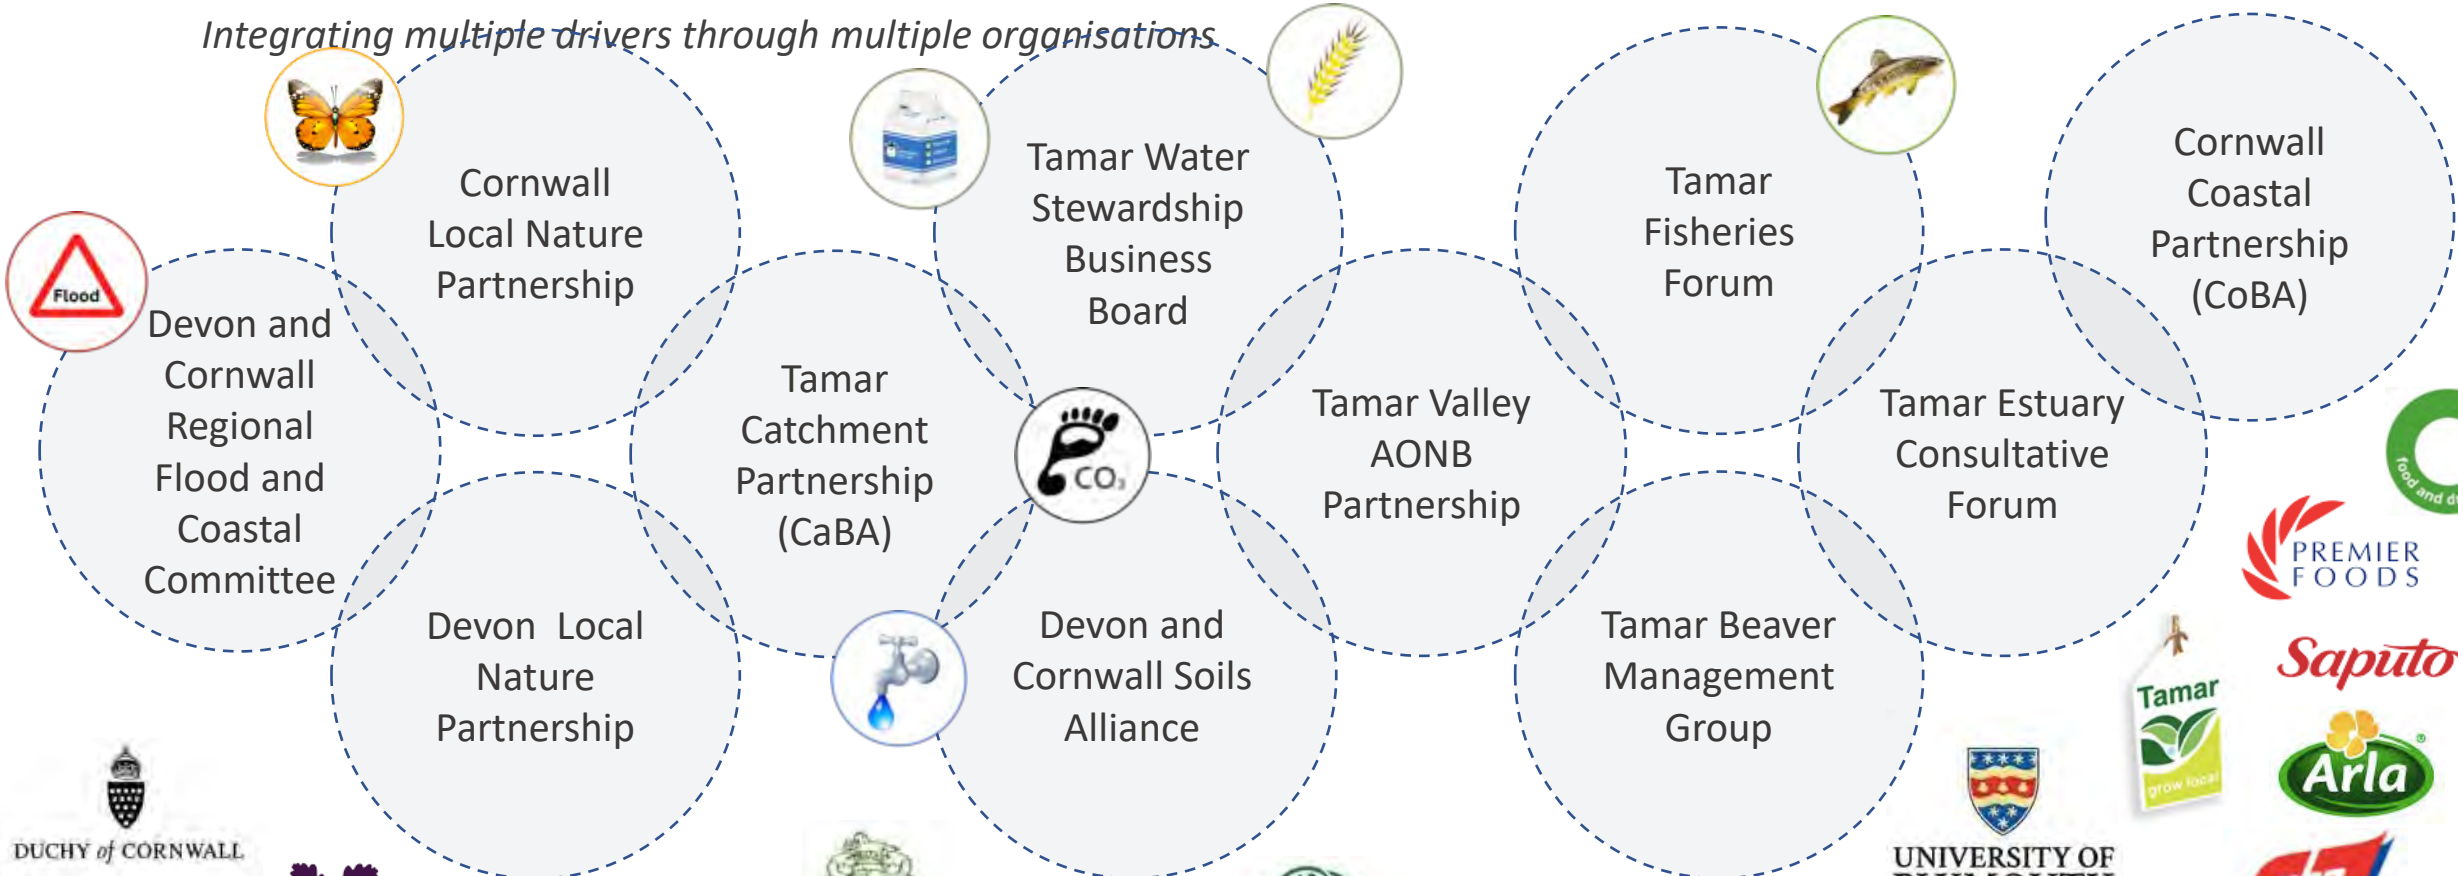 Integrating multiple drivers through multiple organisations
Flood
Devon and
Cornwall
Regional
Flood and
Coastal
Committee
Cornwall
Local Nature
Partnership
Devon Local
Nature
Partnership
Tamar
Catchment
Partnership
(CaBA)
Tamar Water
Stewardship
Business
Board
CO₂
Devon and
Cornwall Soils
Alliance
Tamar Valley
AONB
Partnership
Tamar
Fisheries
Forum
Tamar Beaver
Management
Group
Tamar Estuary
Consultative
Forum
Cornwall
Coastal
Partnership
(CoBA)
food and
PREMIER
FOODS
Saputo
Tamar
grow local
Arla
DUCHY of CORNWALL
UNIVERSITY OF
PLYMOUTH